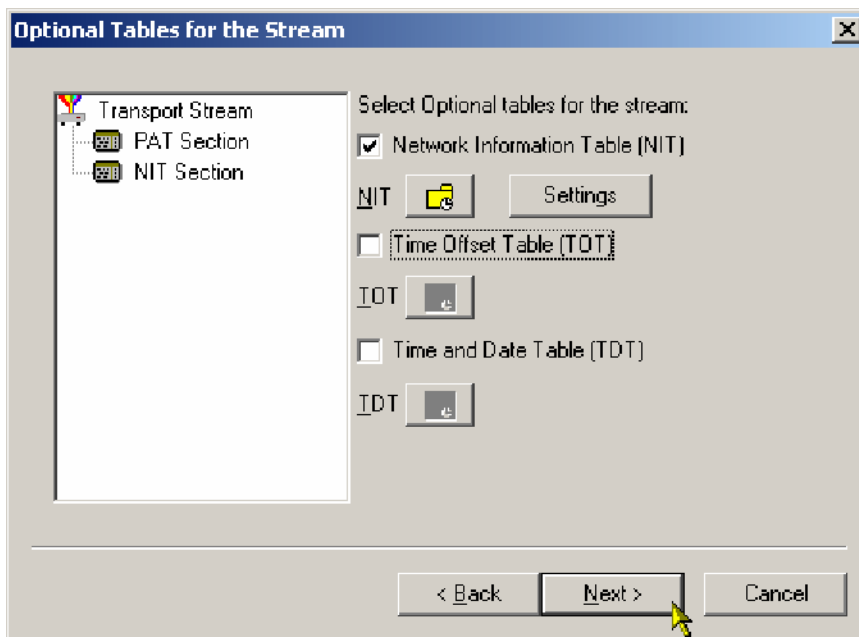 Optional Tables for the Stream
Transport Stream
PAT Section
NIT Section
Select Optional tables for the stream:
Network Information Table (NIT)
NIT
Settings
Time Offset Table (TOT)
TOT
Time and Date Table (TDT)
TDT
< Back
Next >
Cancel